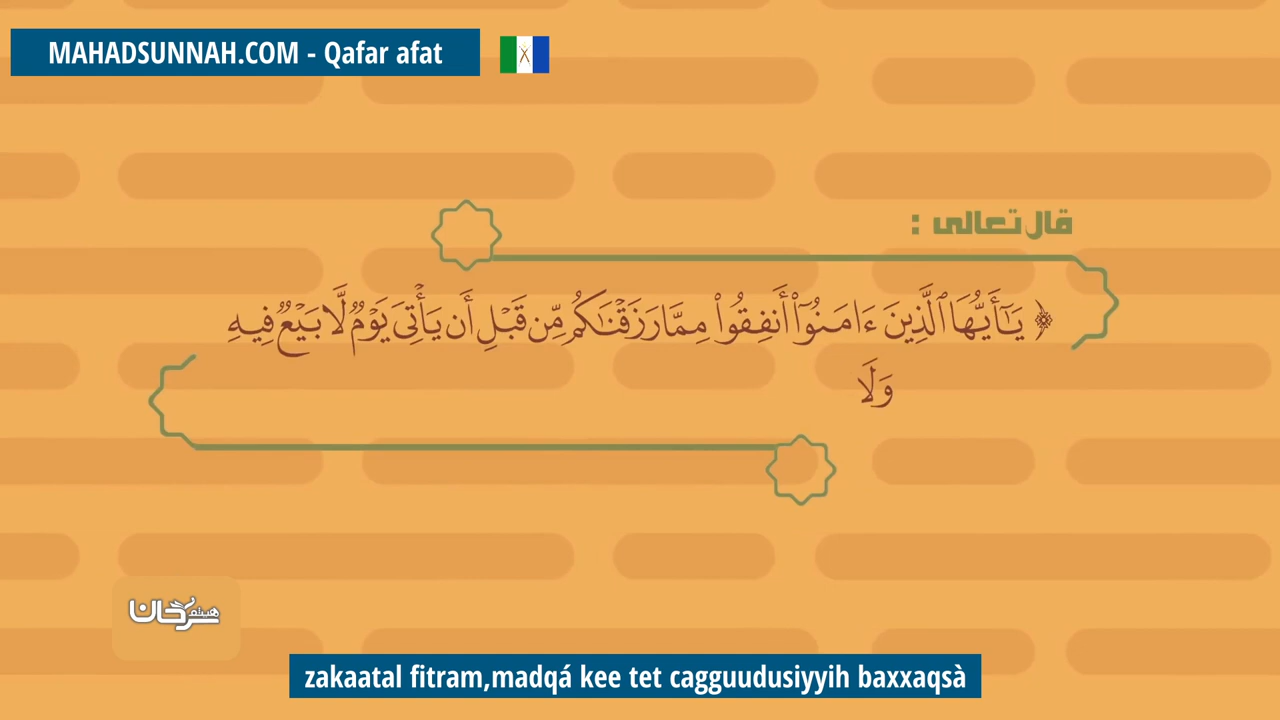 MAHADSUNNAH.COM - Qafar afat
قال تعالى :
﴿ يَٰٓأَيُّهَا ٱلَّذِينَ ءَامَنُوٓا۟ أَنفِقُوا۟ مِمَّا رَزَقْنَٰكُم مِّن قَبْلِ أَن يَأْتِىَ يَوْمٌ لَّا بَيْعٌ فِيهِ
وَلَا
zakaatal fitram,madqá kee tet cagguudusiyyih baxxaqsà